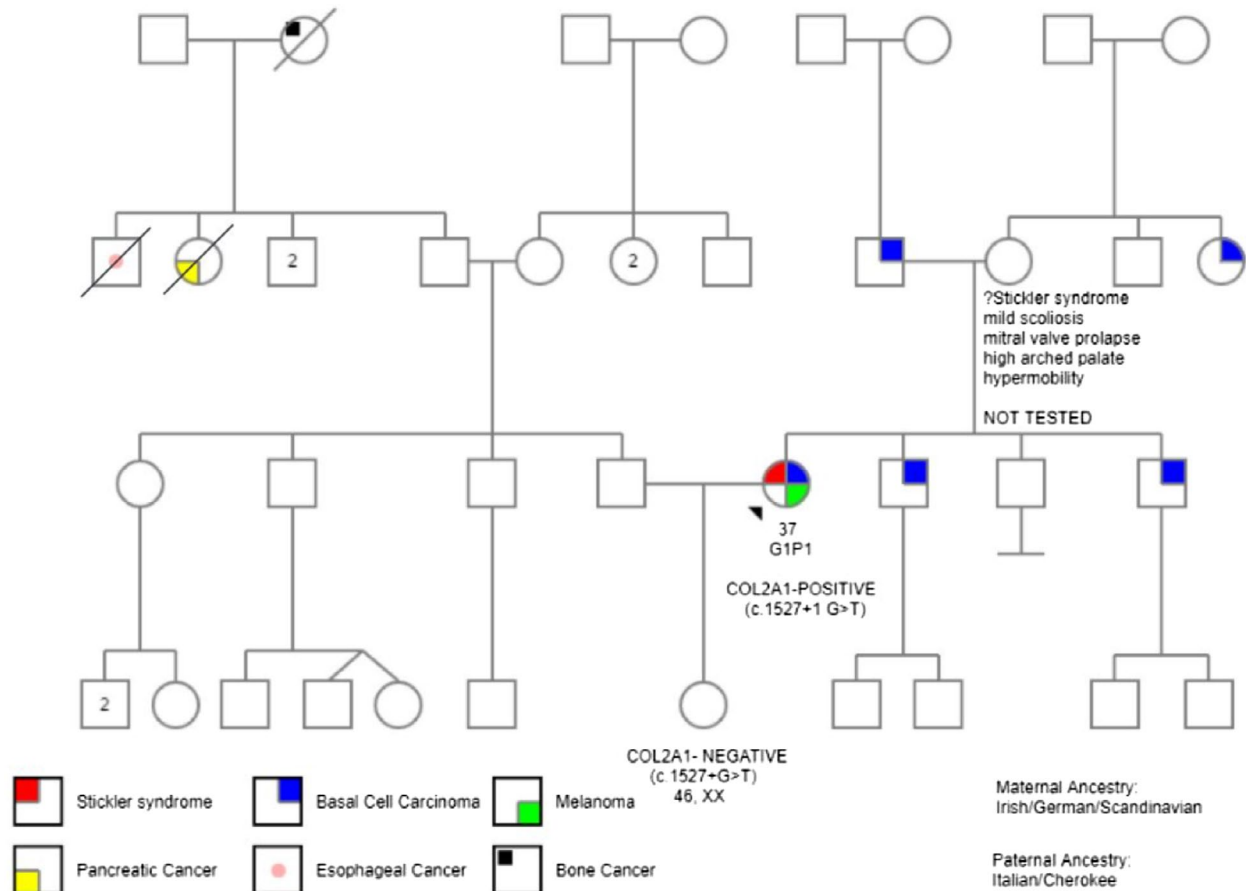 2
2
?Stickler syndrome
mild scoliosis
mitral valve prolapse
high arched palate
hypermobility
NOT TESTED
37
G1P1
COL2A1-POSITIVE
(c.1527+1 G>T)
2
COL2A1- NEGATIVE
(c.1527+G>T)
46, XX
Stickler syndrome
Basal Cell Carcinoma
Melanoma
Maternal Ancestry:
Irish/German/Scandinavian
Pancreatic Cancer
Esophageal Cancer
Bone Cancer
Paternal Ancestry:
Italian/Cherokee